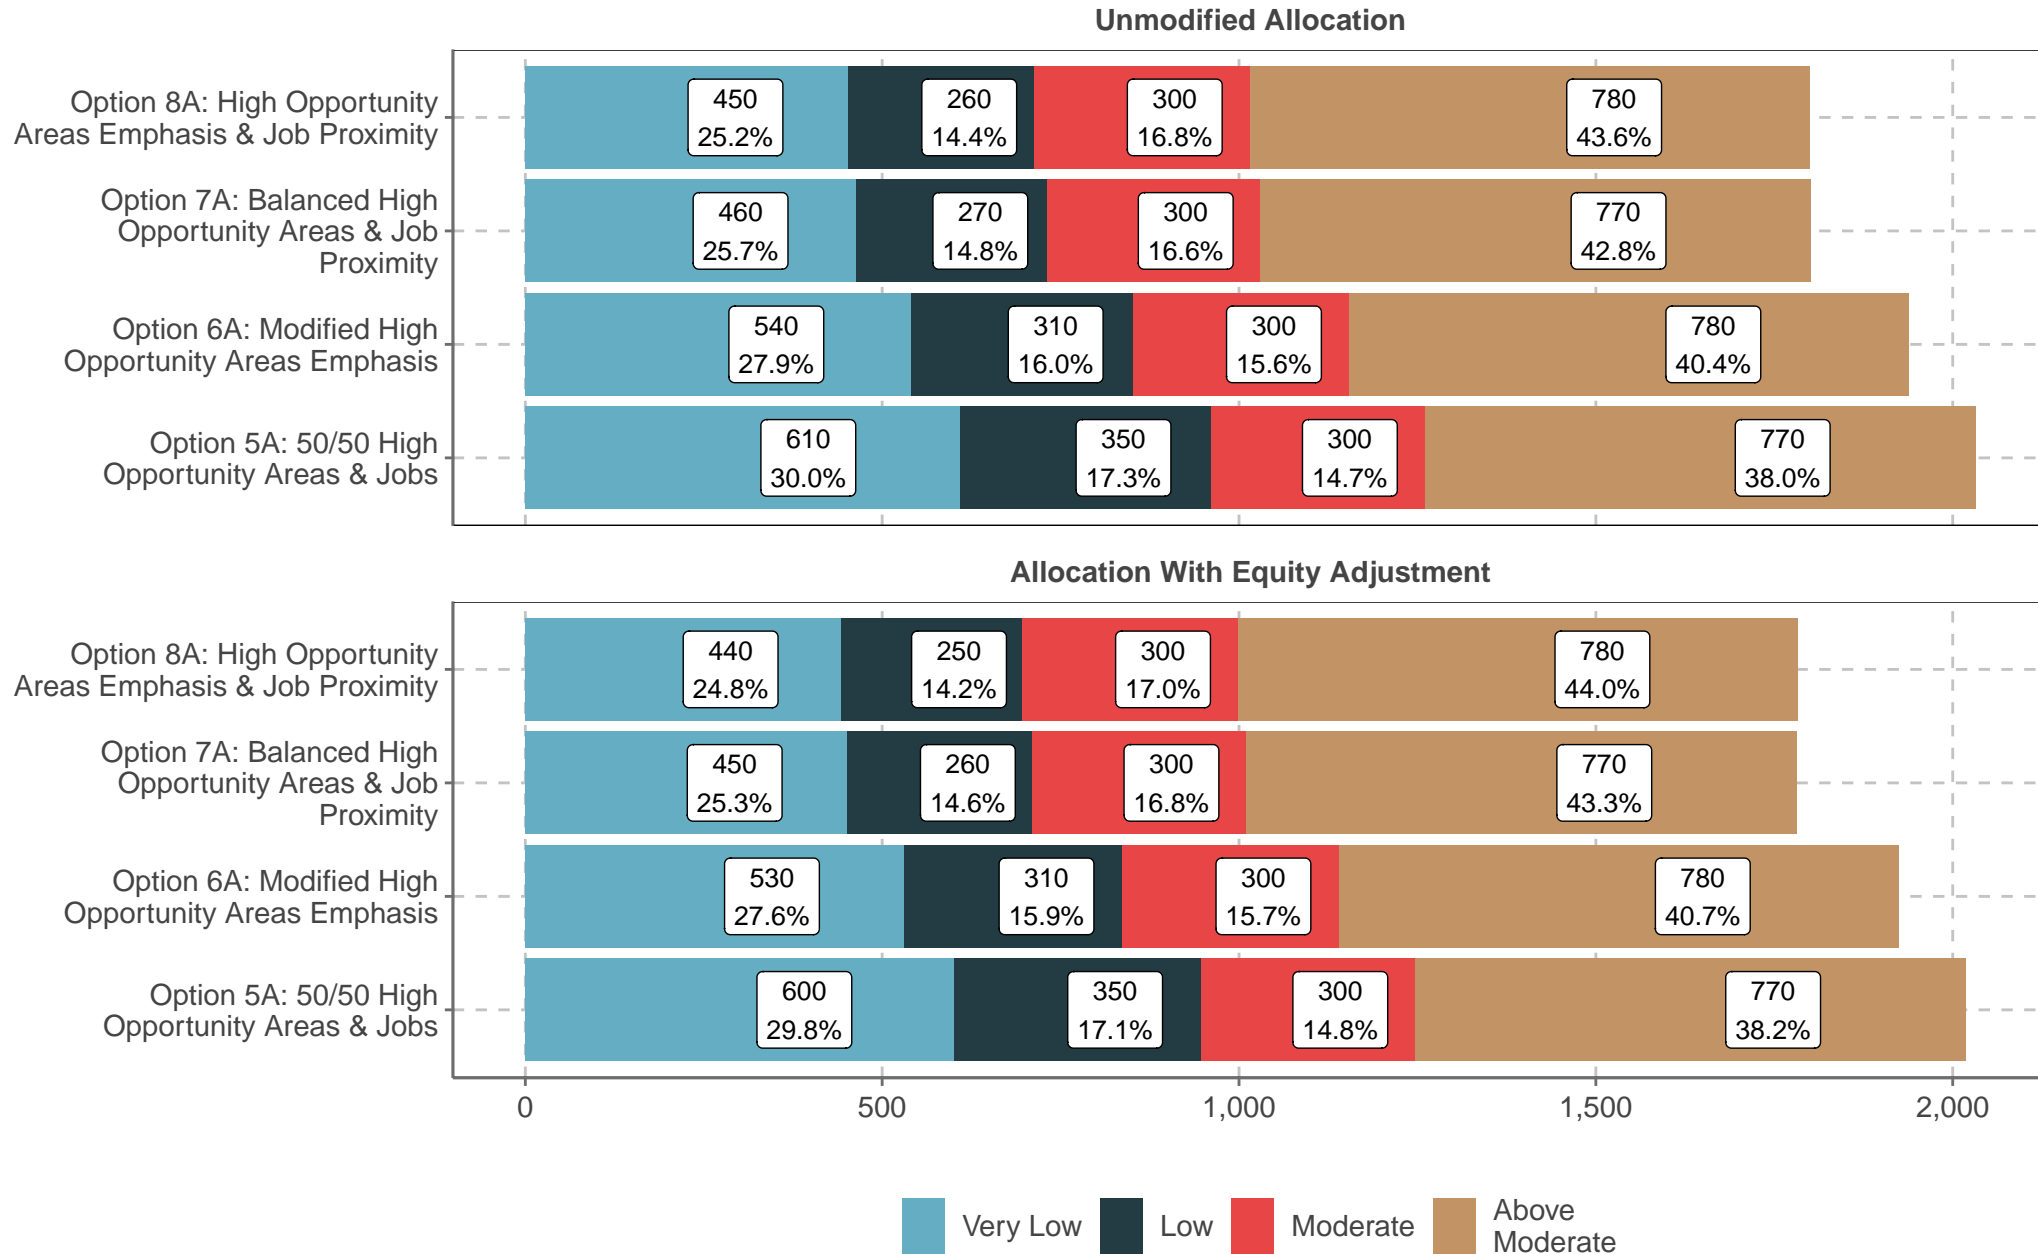 Unmodified Allocation
Option 8A: High Opportunity
Areas Emphasis & Job Proximity
450
25.2%
260
14.4%
300
16.8%
780
43.6%
Option 7A: Balanced High
Opportunity Areas & Job
Proximity
460
25.7%
270
14.8%
300
16.6%
770
42.8%
Option 6A: Modified High
Opportunity Areas Emphasis
540
27.9%
310
16.0%
300
15.6%
780
40.4%
Option 5A: 50/50 High
Opportunity Areas & Jobs
610
30.0%
350
17.3%
300
14.7%
770
38.0%
Allocation With Equity Adjustment
Option 8A: High Opportunity
Areas Emphasis & Job Proximity
440
24.8%
250
14.2%
300
17.0%
780
44.0%
Option 7A: Balanced High
Opportunity Areas & Job
Proximity
450
25.3%
260
14.6%
300
16.8%
770
43.3%
Option 6A: Modified High
Opportunity Areas Emphasis
530
27.6%
310
15.9%
300
15.7%
780
40.7%
Option 5A: 50/50 High
Opportunity Areas & Jobs
600
29.8%
350
17.1%
300
14.8%
770
38.2%
0 500 1,000 1,500 2,000
Very Low Low Moderate Above
Moderate